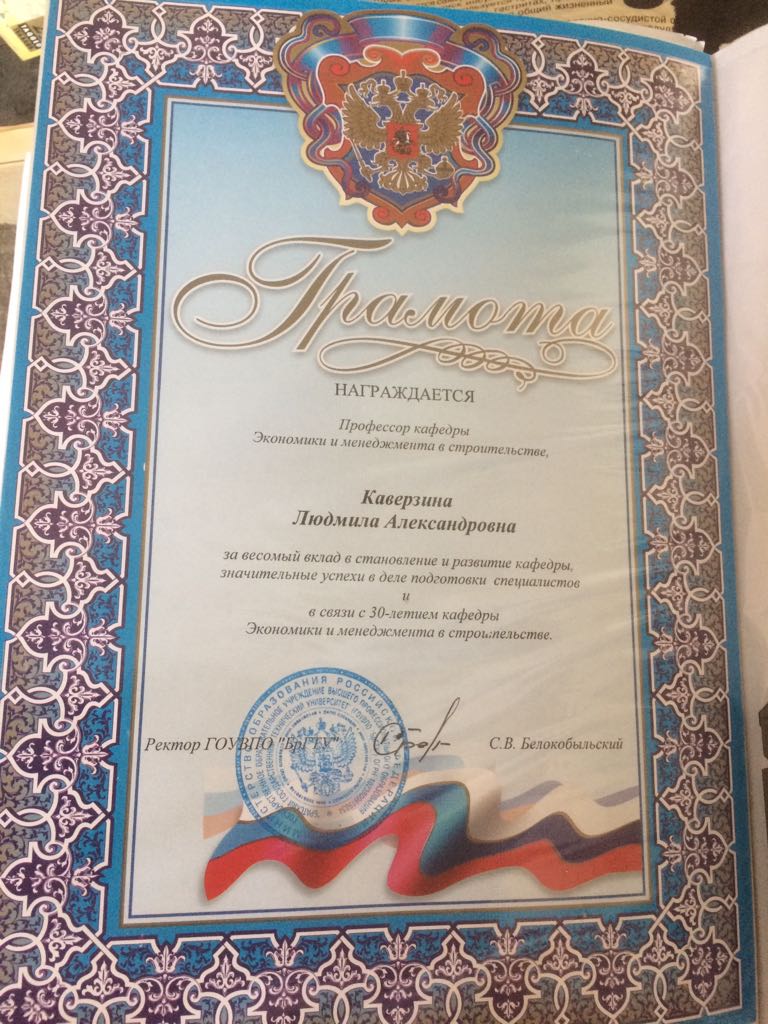 Грамота
НАГРАЖДАЕТСЯ
Профессор кафедры
Экономики и менеджмента в строительстве,
Каверзина
Людмила Александровна
за весомый вклад в становление и развитие кафедры,
значительные успехи в деле подготовки специалистов
и
в связи с 30-летием кафедры
Экономики и менеджмента в строительстве.
Ректор ГОУВПО "БрГТУ"
С.В. Белокобыльский